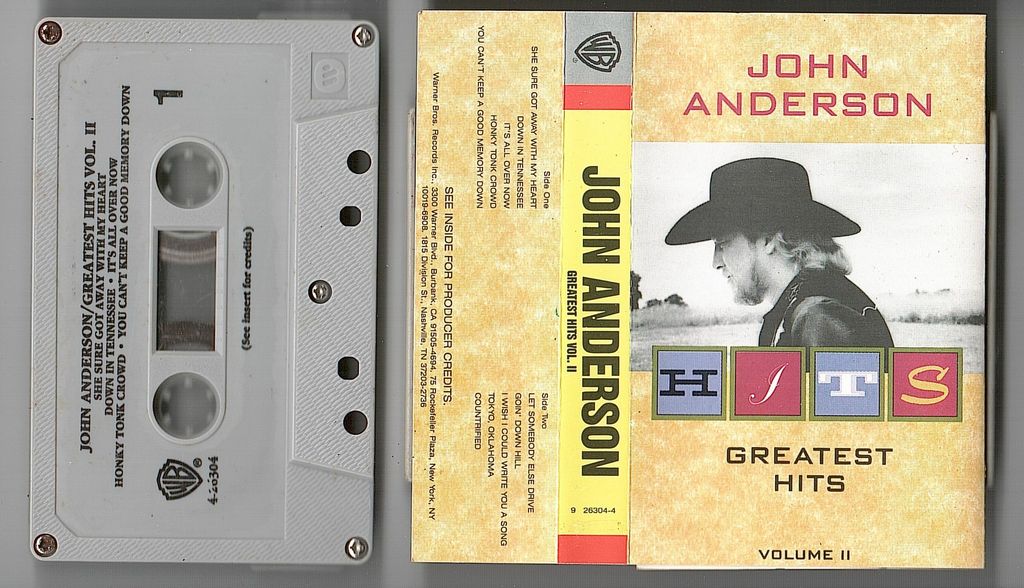 JOHN ANDERSON/GREATEST HITS VOL. II
SHE SURE GOT AWAY WITH MY HEART
DOWN IN TENNESSEE • IT'S ALL OVER NOW
HONKY TONK CROWD • YOU CAN'T KEEP A GOOD MEMORY DOWN
1
(See insert for credits)
WB®
4-26304
Side One
SHE SURE GOT AWAY WITH MY HEART
DOWN IN TENNESSEE
IT'S ALL OVER NOW
HONKY TONK CROWD
YOU CAN'T KEEP A GOOD MEMORY DOWN
Side Two
LET SOMEBODY ELSE DRIVE
GOIN' DOWN HILL
I WISH I COULD WRITE YOU A SONG
TOKYO, OKLAHOMA
COUNTRIFIED
SEE INSIDE FOR PRODUCER CREDITS.
Warner Bros. Records Inc., 3300 Warner Blvd., Burbank, CA 91505-4694, 75 Rockefeller Plaza, New York, NY
10019-6908, 1815 Division St., Nashville, TN 37203-2736
WB
JOHN ANDERSON
GREATEST HITS VOL. II
9 26304-4
JOHN
ANDERSON
HITS
GREATEST
HITS
VOLUME II